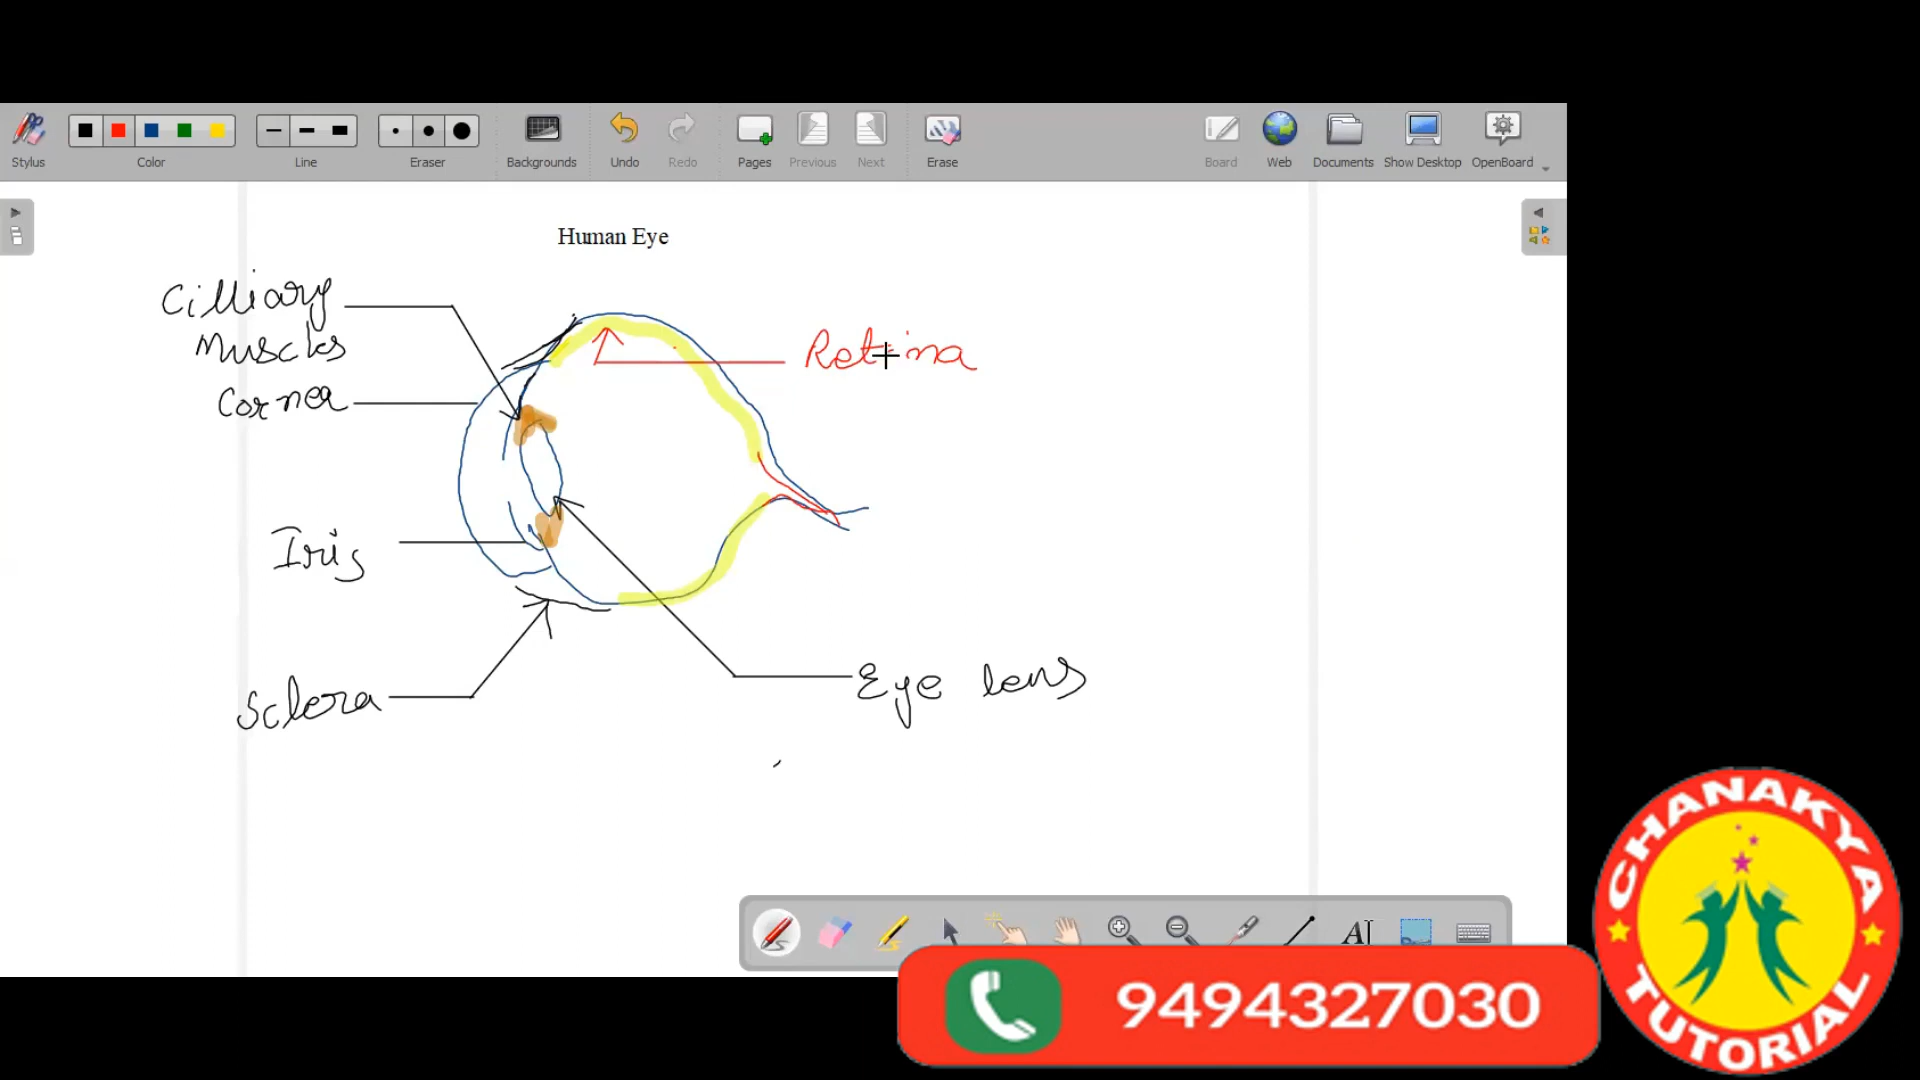 Stylus
Color
Line
Eraser
Backgrounds
Undo
Redo
Pages
Previous
Next
Erase
Board
Web
Documents
Show Desktop
OpenBoard
Human Eye
Cilliary
Muscles
Cornea
Retina
Iris
Sclera
Eye lens
CHANAKYA
TUTORIAL
9494327030